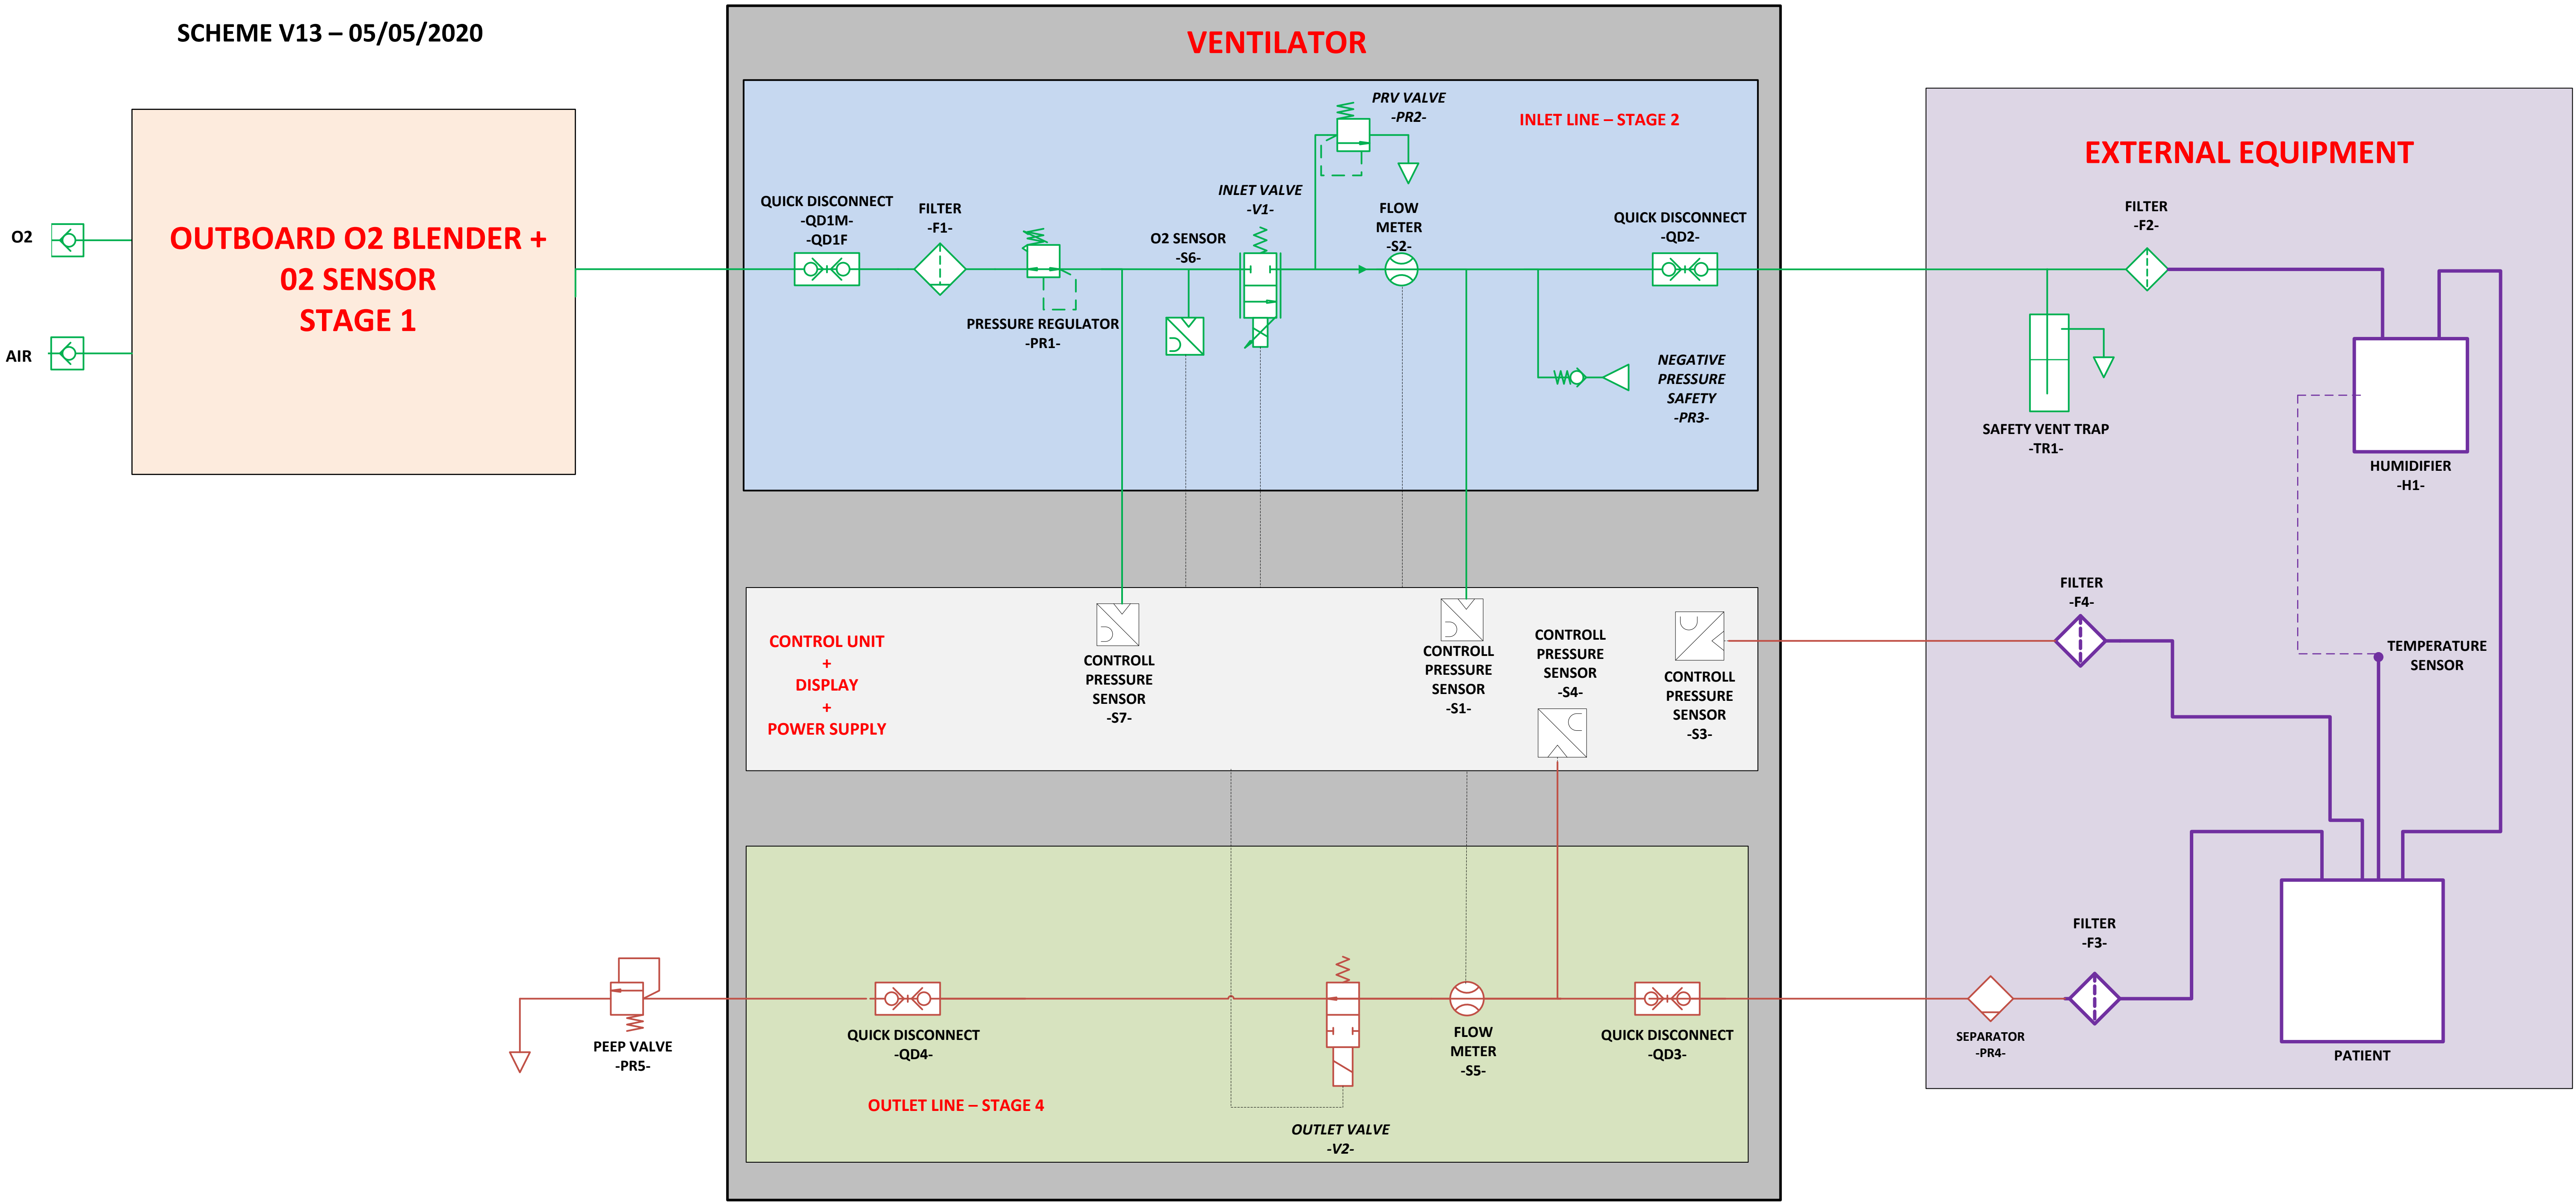 SCHEME V13 – 05/05/2020
O2
AIR
OUTBOARD O2 BLENDER +
02 SENSOR
STAGE 1
VENTILATOR
INLET LINE – STAGE 2
QUICK DISCONNECT
-QD1M-
-QD1F
FILTER
-F1-
PRESSURE REGULATOR
-PR1-
O2 SENSOR
-S6-
INLET VALVE
-V1-
PRV VALVE
-PR2-
FLOW
METER
-S2-
QUICK DISCONNECT
-QD2-
NEGATIVE
PRESSURE
SAFETY
-PR3-
CONTROL UNIT
+
DISPLAY
+
POWER SUPPLY
CONTROLL
PRESSURE
SENSOR
-S7-
CONTROLL
PRESSURE
SENSOR
-S1-
CONTROLL
PRESSURE
SENSOR
-S4-
CONTROLL
PRESSURE
SENSOR
-S3-
PEEP VALVE
-PR5-
QUICK DISCONNECT
-QD4-
OUTLET LINE – STAGE 4
OUTLET VALVE
-V2-
FLOW
METER
-S5-
QUICK DISCONNECT
-QD3-
EXTERNAL EQUIPMENT
FILTER
-F2-
SAFETY VENT TRAP
-TR1-
HUMIDIFIER
-H1-
FILTER
-F4-
TEMPERATURE
SENSOR
FILTER
-F3-
SEPARATOR
-PR4-
PATIENT